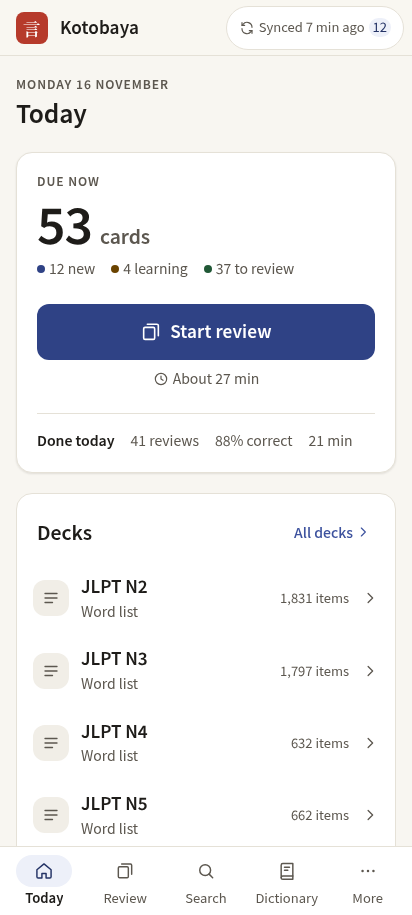 言 Kotobaya
Synced 7 min ago 12
MONDAY 16 NOVEMBER
Today
DUE NOW
53 cards
12 new 4 learning 37 to review
Start review
About 27 min
Done today 41 reviews 88% correct 21 min
Decks All decks
JLPT N2
Word list
1,831 items
JLPT N3
Word list
1,797 items
JLPT N4
Word list
632 items
JLPT N5
Word list
662 items
Today Review Search Dictionary More